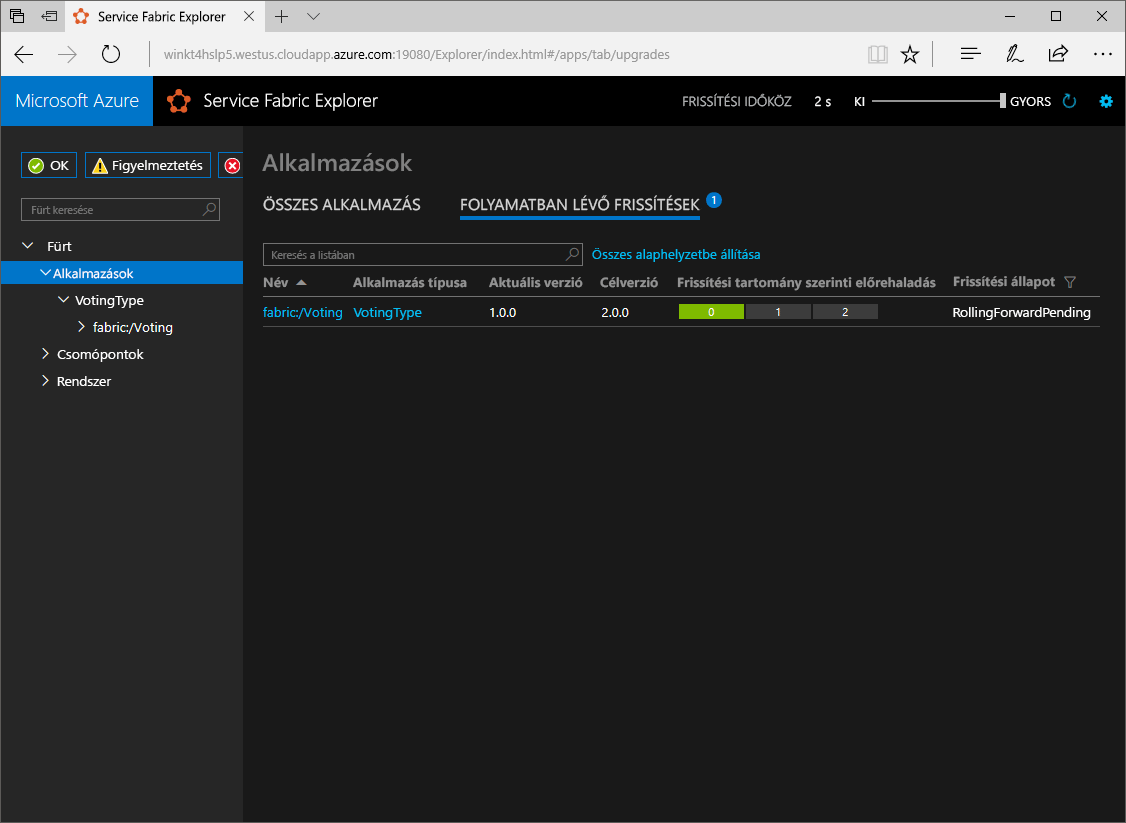 Service Fabric Explorer
winkt4hslp5.westus.cloudapp.azure.com:19080/Explorer/index.html#/apps/tab/upgrades
Microsoft Azure
Service Fabric Explorer
FRISSÍTÉSI IDŐKÖZ 2 s KI GYORS
OK Figyelmeztetés
Fürt keresése
Fürt
Alkalmazások
VotingType
fabric:/Voting
Csomópontok
Rendszer
Alkalmazások
ÖSSZES ALKALMAZÁS FOLYAMATBAN LÉVŐ FRISSÍTÉSEK 1
Keresés a listában Összes alaphelyzetbe állítása
Név Alkalmazás típusa Aktuális verzió Célverzió Frissítési tartomány szerinti előrehaladás Frissítési állapot
fabric:/Voting VotingType 1.0.0 2.0.0 0 1 2 RollingForwardPending